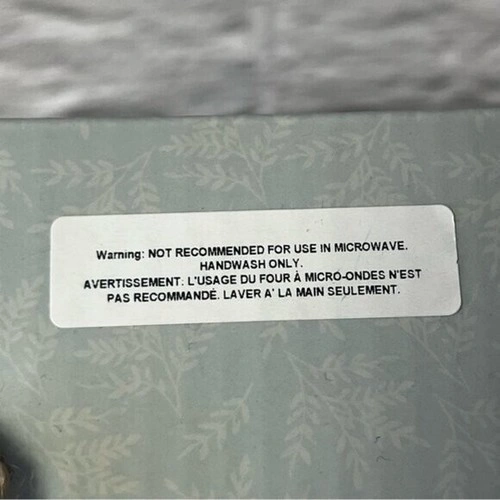 Warning: NOT RECOMMENDED FOR USE IN MICROWAVE.
HANDWASH ONLY.
AVERTISSEMENT: L'USAGE DU FOUR À MICRO-ONDES N'EST
PAS RECOMMANDÉ. LAVER A' LA MAIN SEULEMENT.